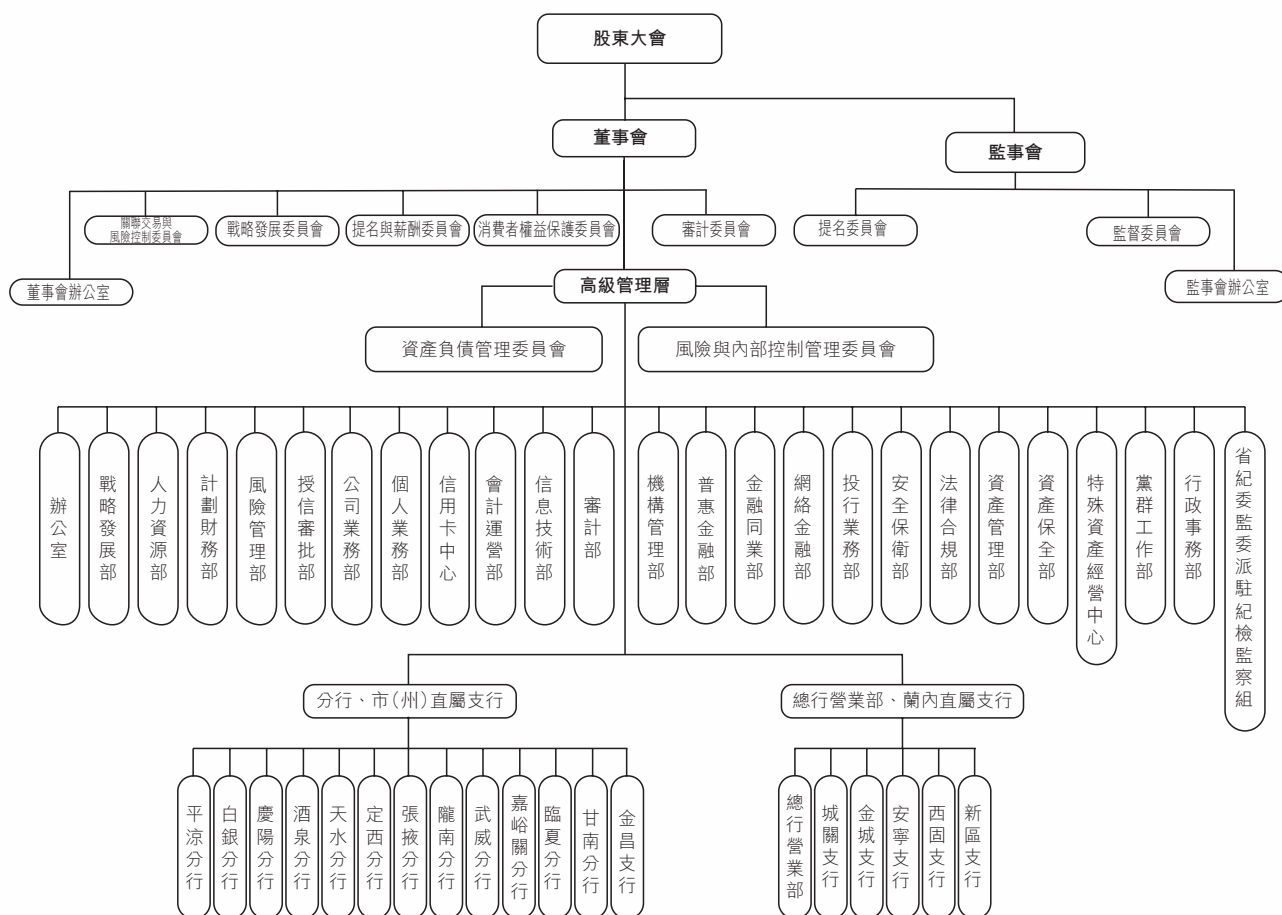 股東大會
董事會
監事會
關聯交易與
風險控制委員會
戰略發展委員會
提名與薪酬委員會
消費者權益保護委員會
審計委員會
提名委員會
監督委員會
董事會辦公室
高級管理層
監事會辦公室
資產負債管理委員會
風險與內部控制管理委員會
辦公室
戰略發展部
人力資源部
計劃財務部
風險管理部
授信審批部
公司業務部
個人業務部
信用卡中心
會計運營部
信息技術部
審計部
機構管理部
普惠金融部
金融同業部
網絡金融部
投行業務部
安全保衛部
法律合規部
資產管理部
資產保全部
特殊資產經營中心
黨群工作部
行政事務部
省紀委監委派駐紀檢監察組
分行、市(州)直屬支行
總行營業部、蘭內直屬支行
平涼分行
白銀分行
慶陽分行
酒泉分行
天水分行
定西分行
張掖分行
隴南分行
武威分行
嘉峪關分行
臨夏分行
甘南分行
金昌支行
總行營業部
城關支行
金城支行
安寧支行
西固支行
新區支行